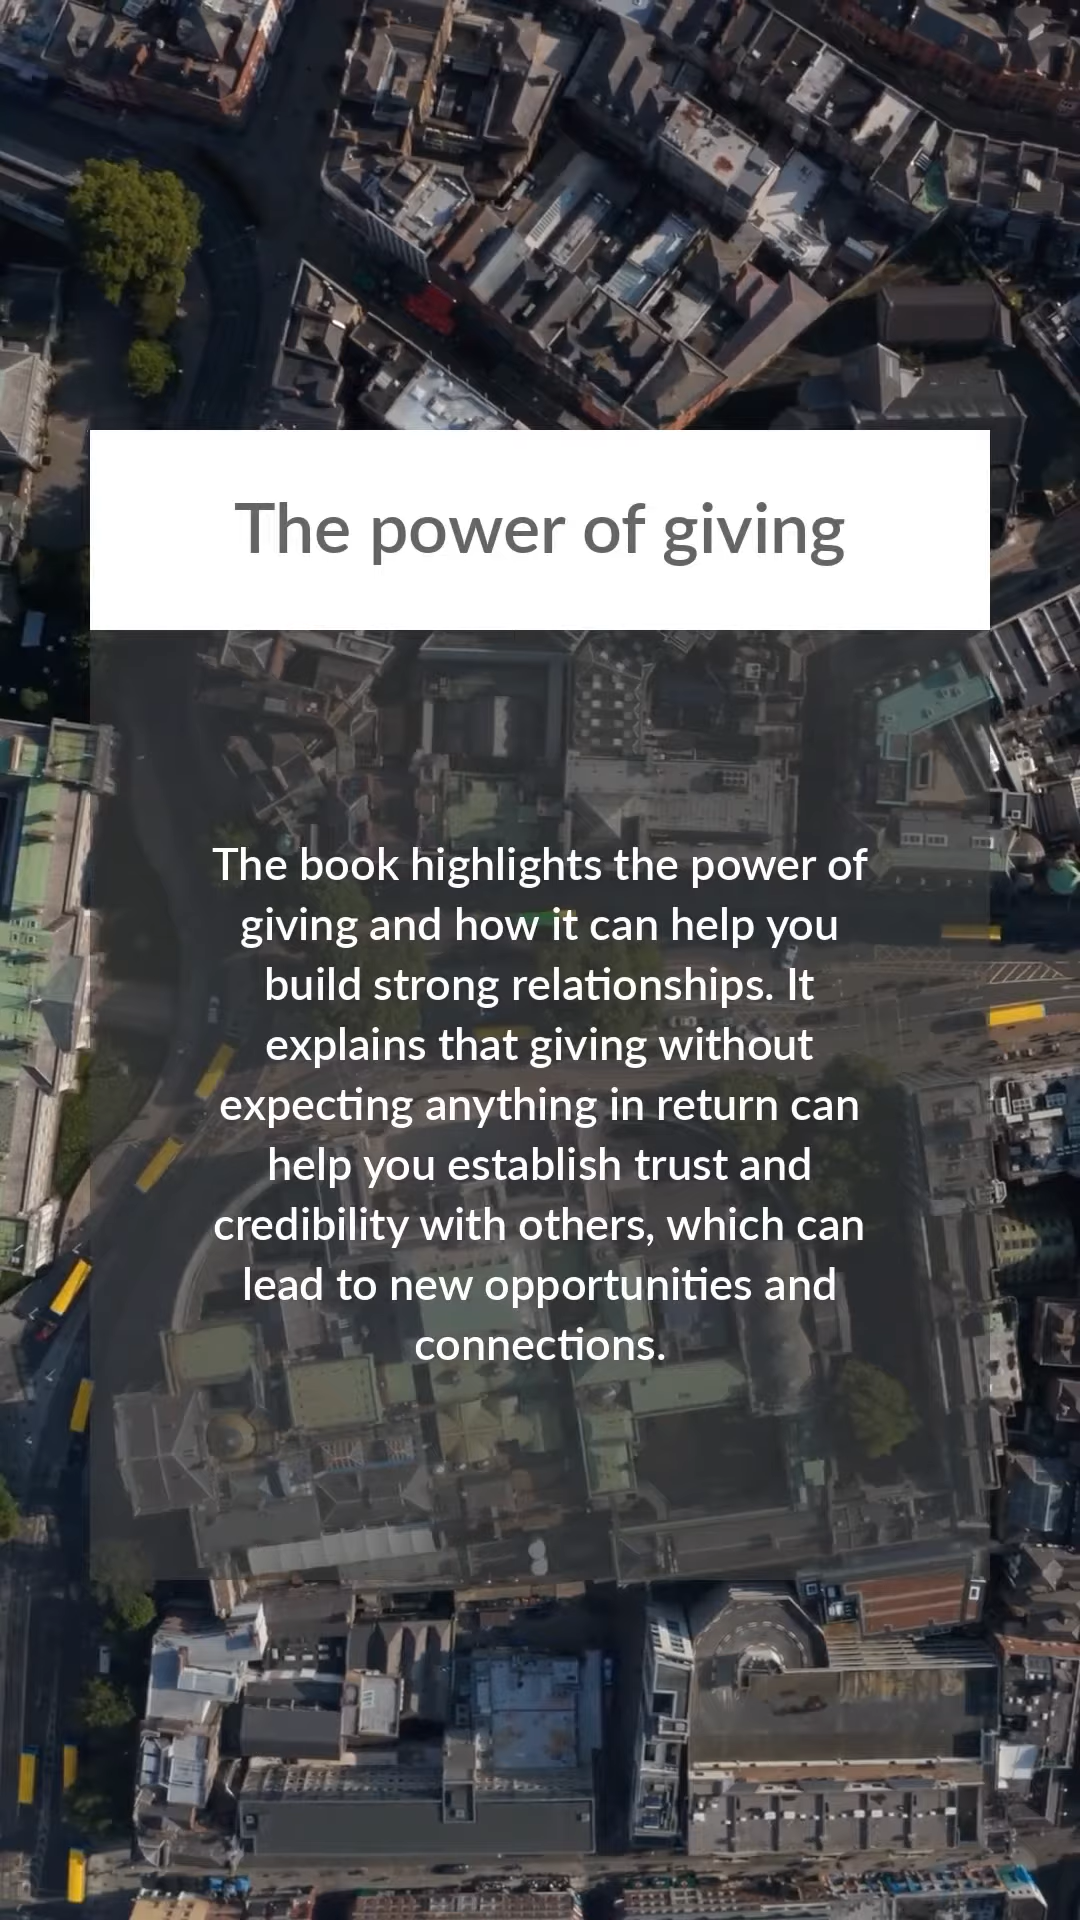 The power of giving
The book highlights the power of
giving and how it can help you
build strong relationships. It
explains that giving without
expecting anything in return can
help you establish trust and
credibility with others, which can
lead to new opportunities and
connections.